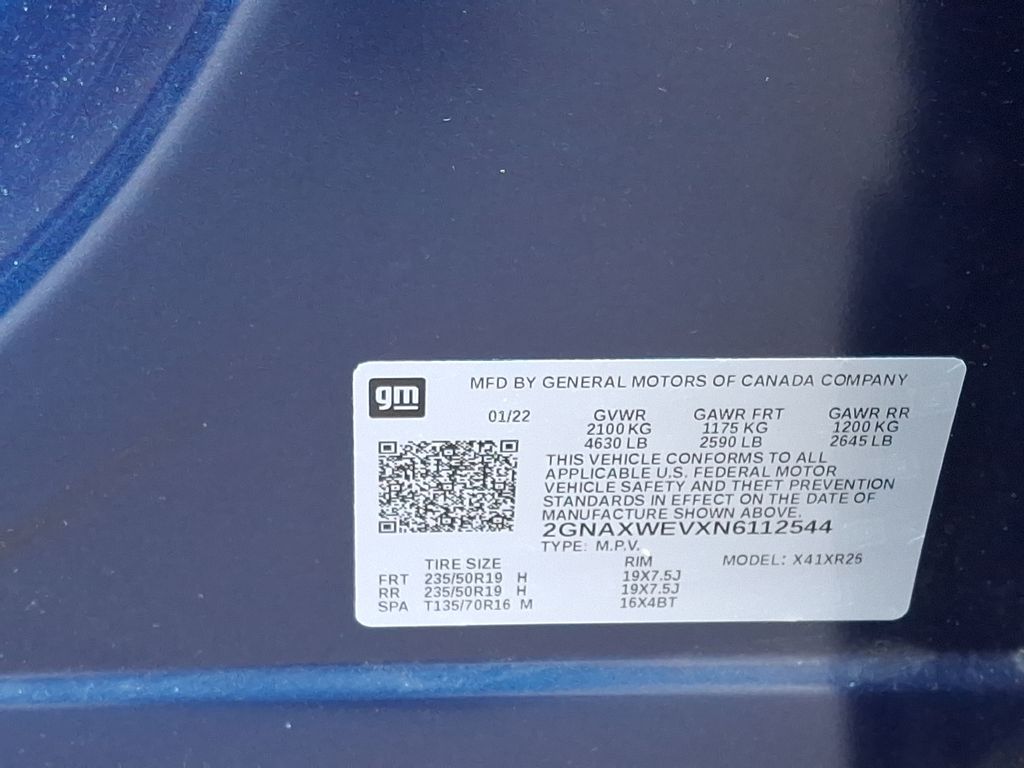 gm
MFD BY GENERAL MOTORS OF CANADA COMPANY
01/22 GVWR GAWR FRT GAWR RR
2100 KG 1175 KG 1200 KG
4630 LB 2590 LB 2645 LB
THIS VEHICLE CONFORMS TO ALL
APPLICABLE U.S. FEDERAL MOTOR
VEHICLE SAFETY AND THEFT PREVENTION
STANDARDS IN EFFECT ON THE DATE OF
MANUFACTURE SHOWN ABOVE.
2GNAXWEVXN6112544
TYPE: M.P.V. MODEL: X41XR25
TIRE SIZE RIM
FRT 235/50R19 H 19X7.5J
RR 235/50R19 H 19X7.5J
SPA T135/70R16 M 16X4BT